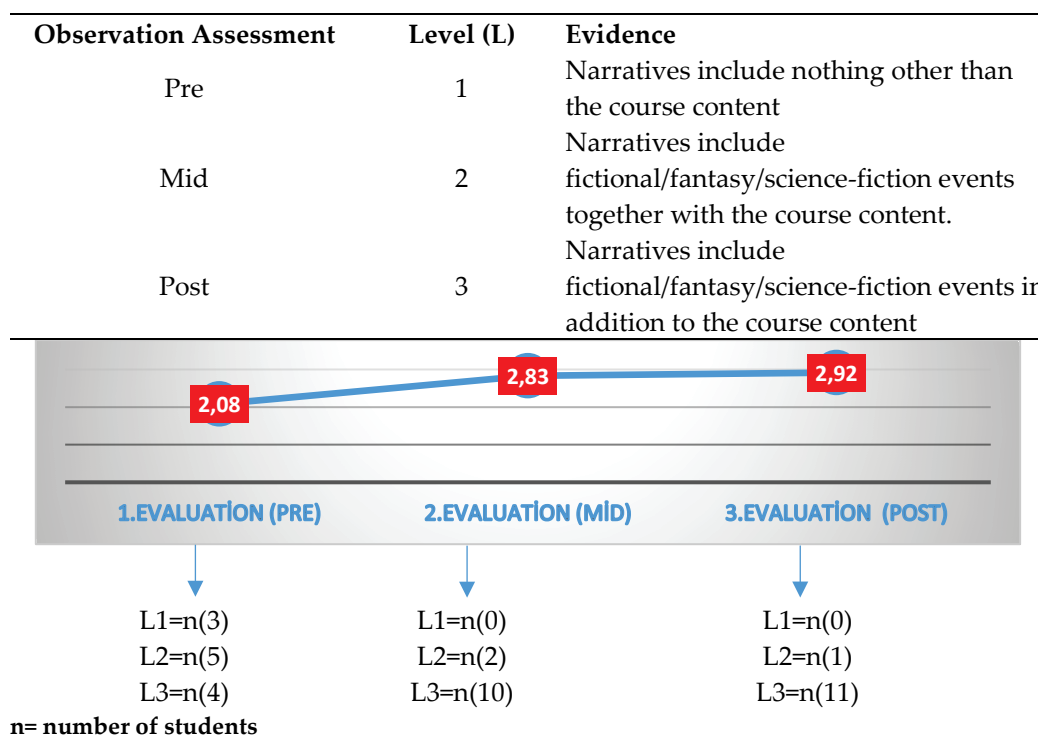 Observation Assessment Level (L) Evidence
Pre 1 Narratives include nothing other than
the course content
Mid 2 Narratives include
fictional/fantasy/science-fiction events
together with the course content.
Post 3 Narratives include
fictional/fantasy/science-fiction events in
addition to the course content
2,08 2,83 2,92
1.EVALUATİON (PRE) 2.EVALUATİON (MİD) 3.EVALUATİON (POST)
L1=n(3) L1=n(0) L1=n(0)
L2=n(5) L2=n(2) L2=n(1)
L3=n(4) L3=n(10) L3=n(11)
n= number of students